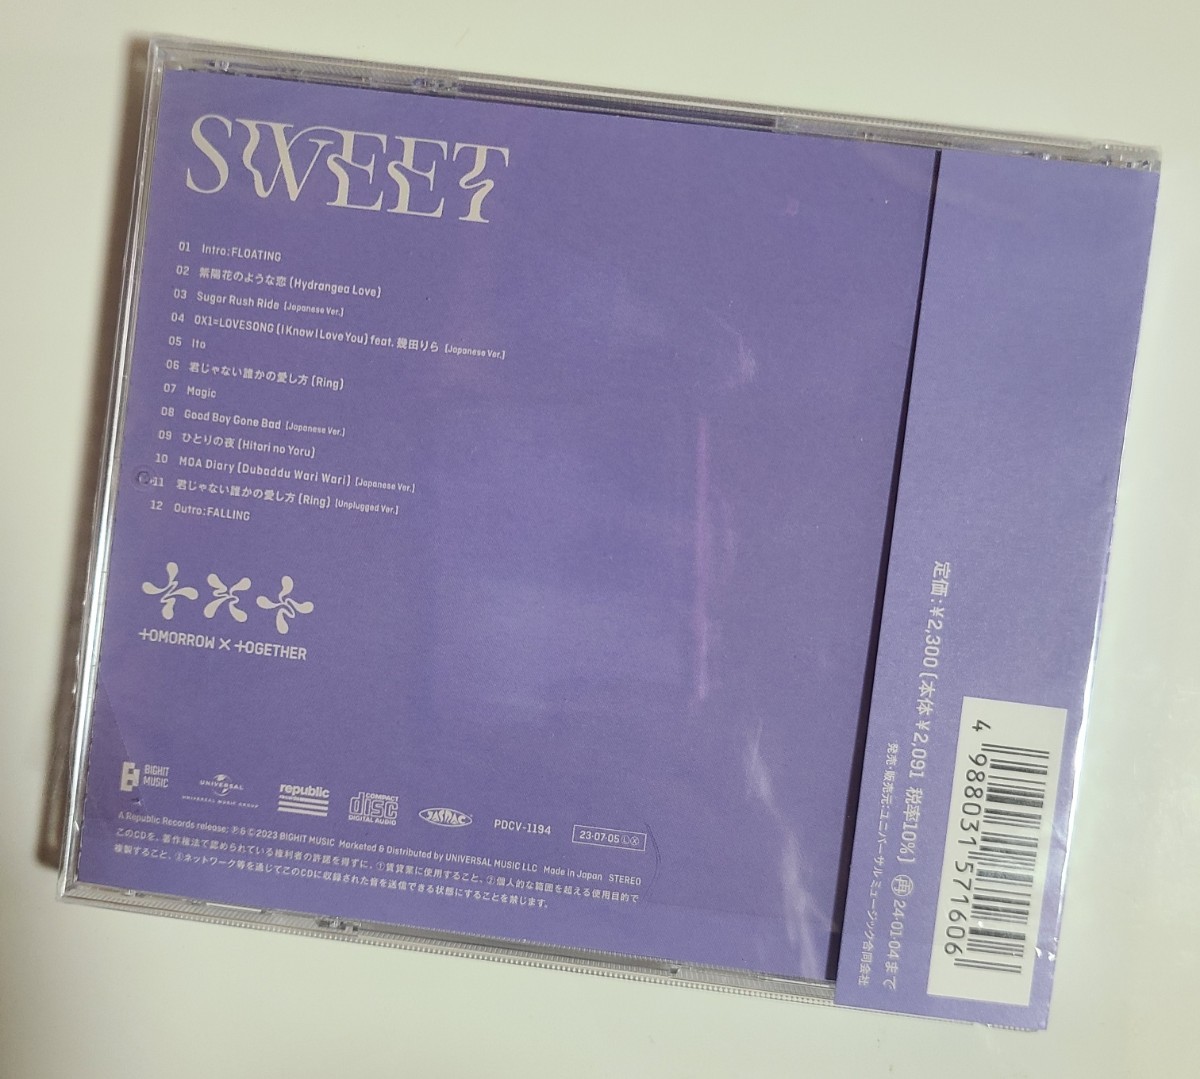 SWEET
01 Intro:FLOATING
02 紫陽花のような恋 (Hydrangea Love)
03 Sugar Rush Ride [Japanese Ver.]
04 0X1=LOVESONG (I Know I Love You) feat. 幾田りら [Japanese Ver.]
05 Ito
06 君じゃない誰かの愛し方 (Ring)
07 Magic
08 Good Boy Gone Bad [Japanese Ver.]
09 ひとりの夜 (Hitori no Yoru)
10 MOA Diary (Dubaddu Wari Wari) [Japanese Ver.]
11 君じゃない誰かの愛し方 (Ring) [Unplugged Ver.]
12 Outro:FALLING
TOMORROW X TOGETHER
BIGHIT
MUSIC
UNIVERSAL
UNIVERSAL MUSIC GROUP
republic
COMPACT
disc
DIGITAL AUDIO
JASRAC
PDCV-1194
23・07・05
A Republic Records release; ℗ & © 2023 BIGHIT MUSIC Marketed & Distributed by UNIVERSAL MUSIC LLC Made in Japan STEREO
このCDを、著作権法で認められている権利者の許諾を得ずに、①賃貸業に使用すること、②個人的な範囲を超える使用目的で
複製すること、③ネットワーク等を通じてこのCDに収録された音を送信できる状態にすることを禁じます。
定価:¥2,300 (本体 ¥2,091 税率10%) ㊞再 24・01・04まで
発売・販売元:ユニバーサル ミュージック合同会社
4 988031 571606